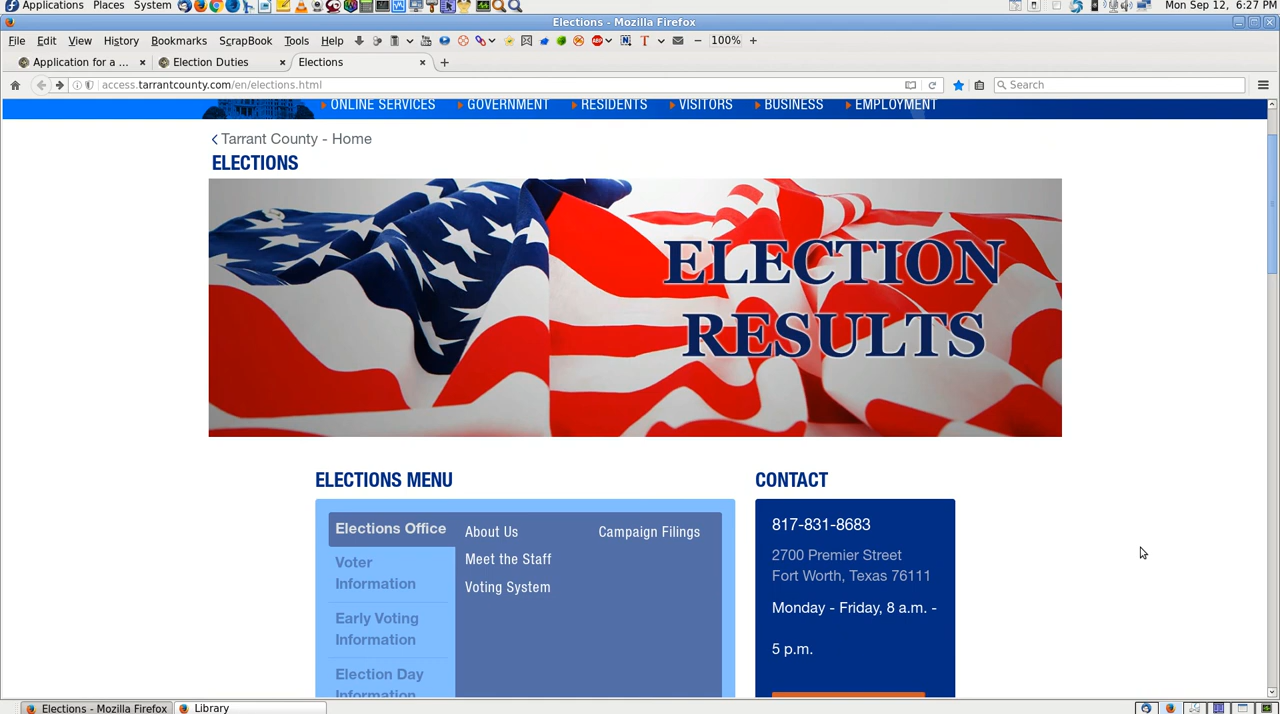 Applications Places System Mon Sep 12, 6:27 PM
Elections - Mozilla Firefox
File Edit View History Bookmarks ScrapBook Tools Help 100%
Application for a ... Election Duties Elections
access.tarrantcounty.com/en/elections.html Search
ONLINE SERVICES GOVERNMENT RESIDENTS VISITORS BUSINESS EMPLOYMENT
Tarrant County - Home
ELECTIONS
ELECTION
RESULTS
ELECTIONS MENU
Elections Office
Voter
Information
Early Voting
Information
Election Day
Information
About Us
Meet the Staff
Voting System
Campaign Filings
CONTACT
817-831-8683
2700 Premier Street
Fort Worth, Texas 76111
Monday - Friday, 8 a.m. -
5 p.m.
Elections - Mozilla Firefox Library